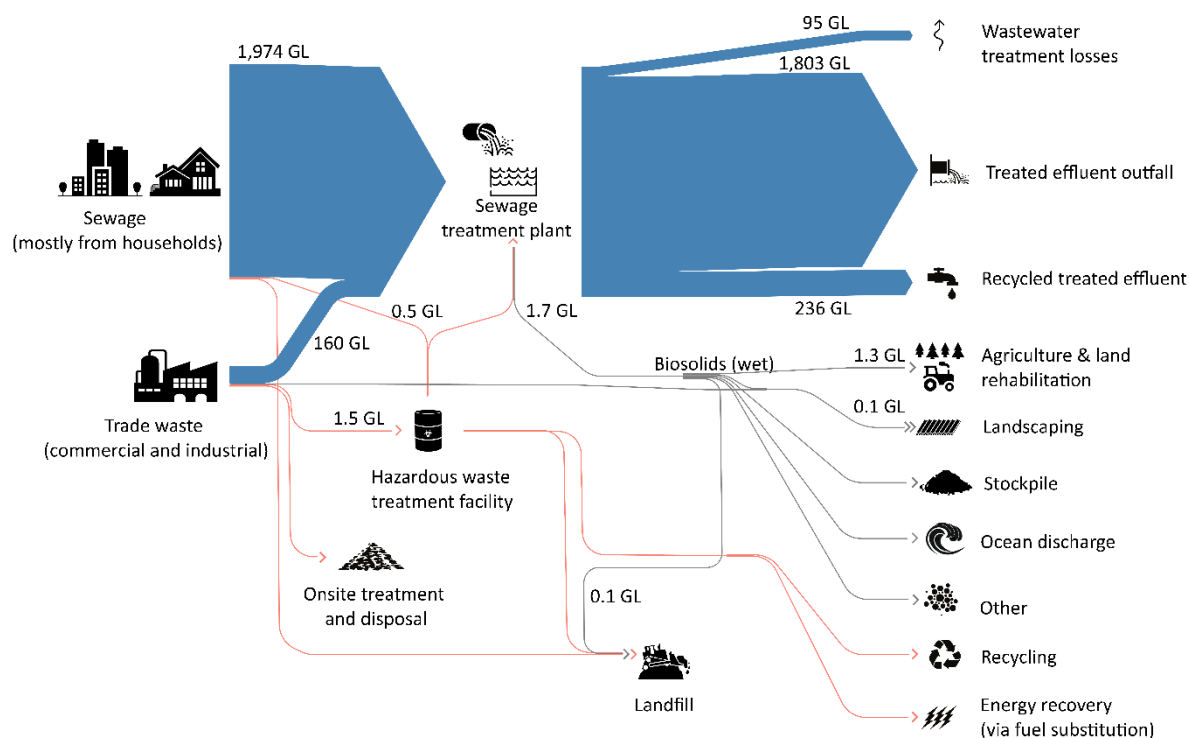 95 GL
Wastewater
treatment losses
1,974 GL
1,803 GL
Treated effluent outfall
Sewage
treatment plant
Sewage
(mostly from households)
Recycled treated effluent
0.5 GL
1.7 GL
236 GL
160 GL
Biosolids (wet)
1.3 GL
Agriculture & land
rehabilitation
0.1 GL
1.5 GL
Trade waste
(commercial and industrial)
Landscaping
Hazardous waste
treatment facility
Stockpile
Ocean discharge
Onsite treatment
and disposal
0.1 GL
Other
Recycling
Landfill
Energy recovery
(via fuel substitution)